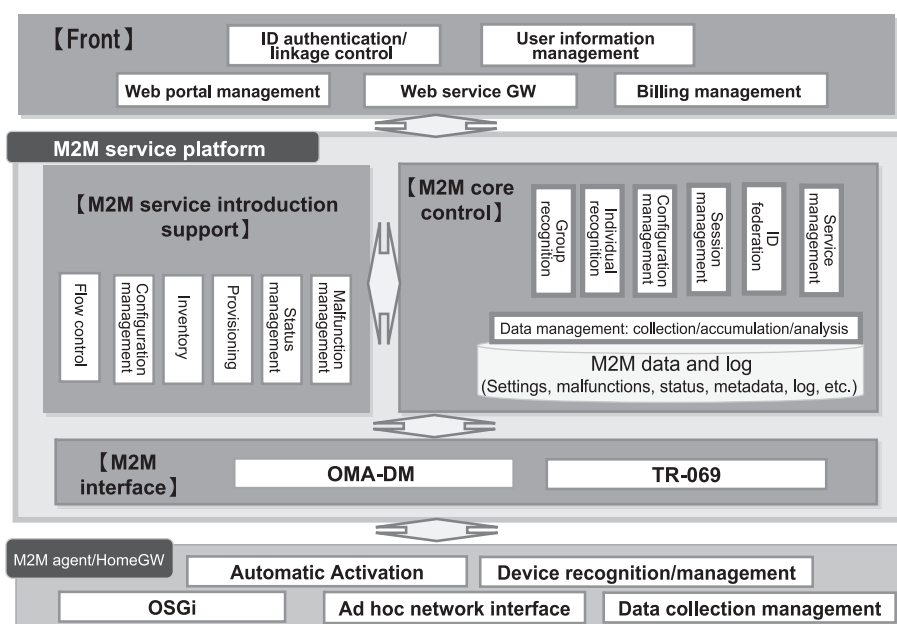 【Front】
ID authentication/
linkage control
User information
management
Web portal management
Web service GW
Billing management
M2M service platform
【M2M service introduction
support】
Flow control
Configuration
management
Inventory
Provisioning
Status
management
Malfunction
management
【M2M core
control】
Group
recognition
Individual
recognition
Configuration
management
Session
management
ID
federation
Service
management
Data management: collection/accumulation/analysis
M2M data and log
(Settings, malfunctions, status, metadata, log, etc.)
【M2M
interface】
OMA-DM
TR-069
M2M agent/HomeGW
Automatic Activation
Device recognition/management
OSGi
Ad hoc network interface
Data collection management